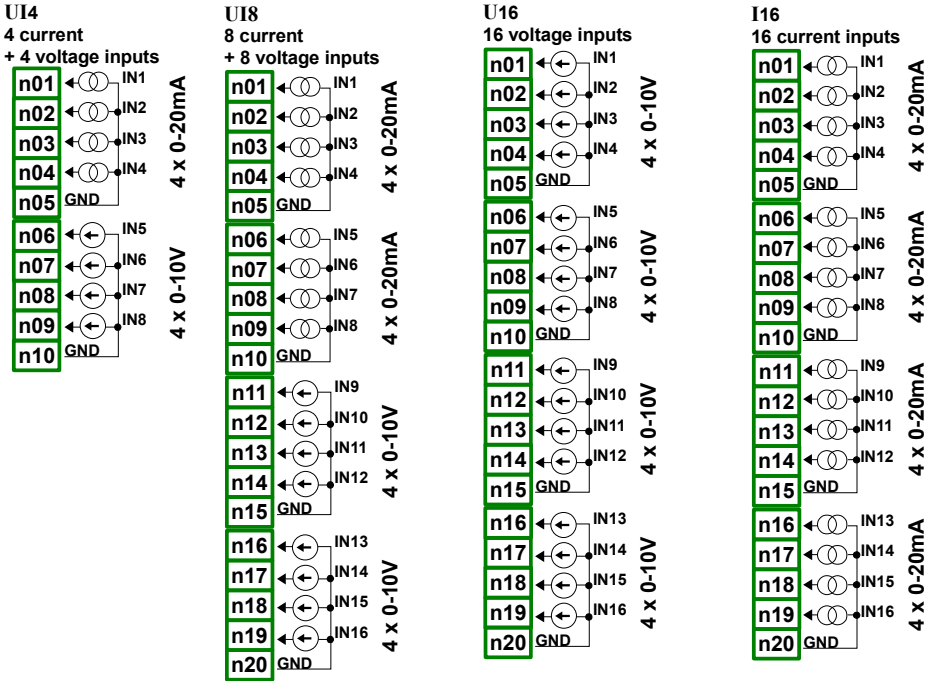 UI4
4 current
+ 4 voltage inputs
n01 IN1
n02 IN2
n03 IN3
n04 IN4
n05 GND
4 x 0-20mA
n06 IN5
n07 IN6
n08 IN7
n09 IN8
n10 GND
4 x 0-10V
UI8
8 current
+ 8 voltage inputs
n01 IN1
n02 IN2
n03 IN3
n04 IN4
n05 GND
4 x 0-20mA
n06 IN5
n07 IN6
n08 IN7
n09 IN8
n10 GND
4 x 0-20mA
n11 IN9
n12 IN10
n13 IN11
n14 IN12
n15 GND
4 x 0-10V
n16 IN13
n17 IN14
n18 IN15
n19 IN16
n20 GND
4 x 0-10V
U16
16 voltage inputs
n01 IN1
n02 IN2
n03 IN3
n04 IN4
n05 GND
4 x 0-10V
n06 IN5
n07 IN6
n08 IN7
n09 IN8
n10 GND
4 x 0-10V
n11 IN9
n12 IN10
n13 IN11
n14 IN12
n15 GND
4 x 0-10V
n16 IN13
n17 IN14
n18 IN15
n19 IN16
n20 GND
4 x 0-10V
I16
16 current inputs
n01 IN1
n02 IN2
n03 IN3
n04 IN4
n05 GND
4 x 0-20mA
n06 IN5
n07 IN6
n08 IN7
n09 IN8
n10 GND
4 x 0-20mA
n11 IN9
n12 IN10
n13 IN11
n14 IN12
n15 GND
4 x 0-20mA
n16 IN13
n17 IN14
n18 IN15
n19 IN16
n20 GND
4 x 0-20mA